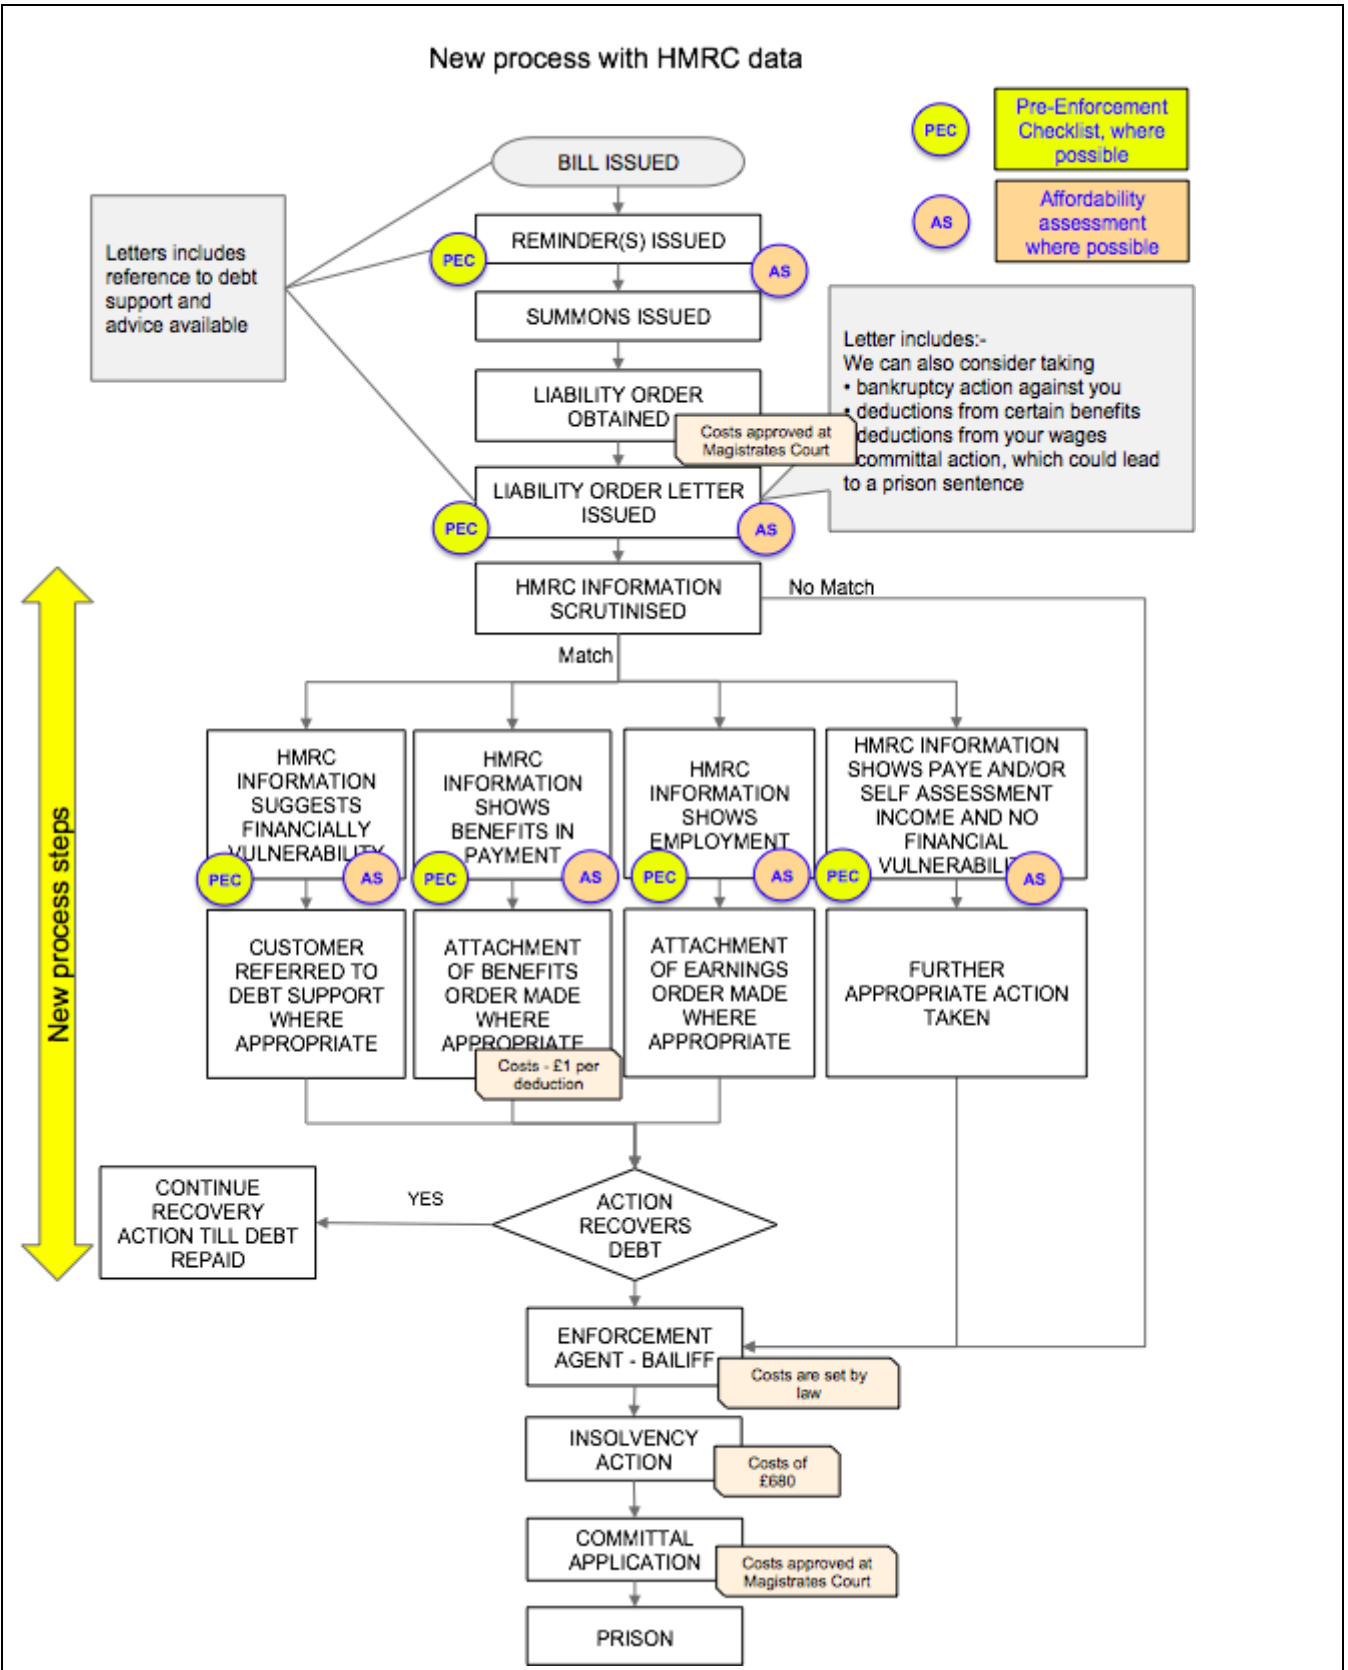 New process with HMRC data
PEC
Pre-Enforcement
Checklist, where
possible
AS
Affordability
assessment
where possible
BILL ISSUED
Letters includes
reference to debt
support and
advice available
REMINDER(S) ISSUED
PEC
AS
SUMMONS ISSUED
Letter includes:-
We can also consider taking
• bankruptcy action against you
• deductions from certain benefits
deductions from your wages
committal action, which could lead
to a prison sentence
LIABILITY ORDER
OBTAINED
Costs approved at
Magistrates Court
LIABILITY ORDER LETTER
ISSUED
PEC
AS
HMRC INFORMATION
SCRUTINISED
No Match
Match
New process steps
HMRC
INFORMATION
SUGGESTS
FINANCIALLY
VULNERABILITY
PEC
AS
HMRC
INFORMATION
SHOWS
BENEFITS IN
PAYMENT
PEC
AS
HMRC
INFORMATION
SHOWS
EMPLOYMENT
PEC
AS
HMRC INFORMATION
SHOWS PAYE AND/OR
SELF ASSESSMENT
INCOME AND NO
FINANCIAL
PEC
AS
CUSTOMER
REFERRED TO
DEBT SUPPORT
WHERE
APPROPRIATE
ATTACHMENT
OF BENEFITS
ORDER MADE
WHERE
APPROPRIATE
Costs - £1 per
deduction
ATTACHMENT
OF EARNINGS
ORDER MADE
WHERE
APPROPRIATE
FURTHER
APPROPRIATE ACTION
TAKEN
CONTINUE
RECOVERY
ACTION TILL DEBT
REPAID
YES
ACTION
RECOVERS
DEBT
ENFORCEMENT
AGENT - BAILIFF
Costs are set by
law
INSOLVENCY
ACTION
Costs of
£680
COMMITTAL
APPLICATION
Costs approved at
Magistrates Court
PRISON